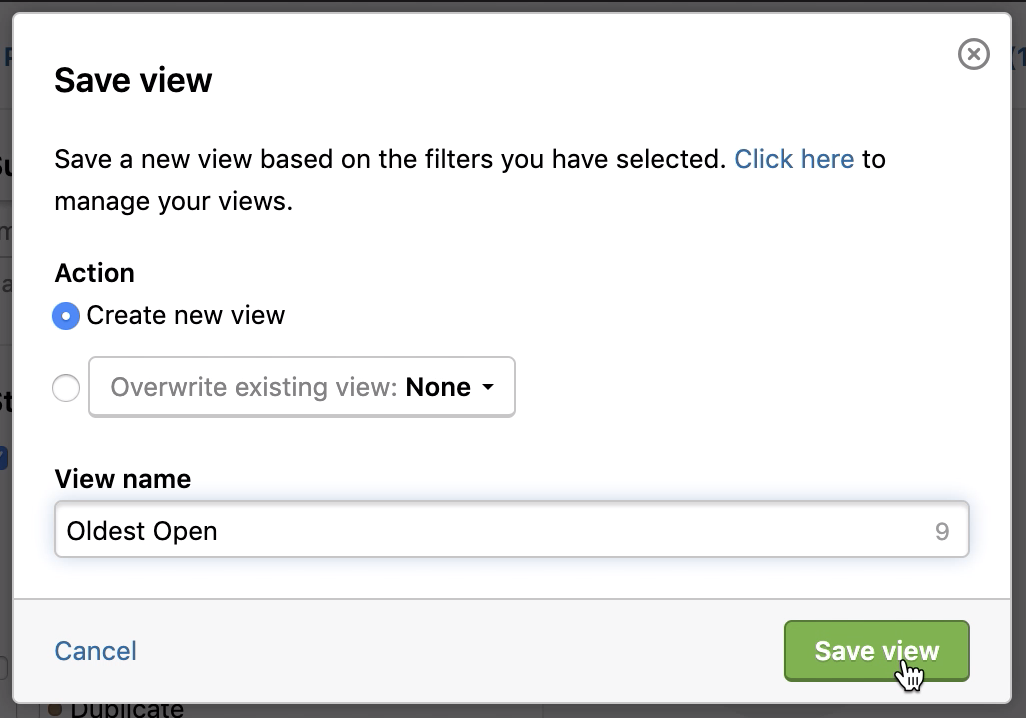 Save view
Save a new view based on the filters you have selected. Click here to
manage your views.
Action
Create new view
Overwrite existing view: None
View name
Oldest Open 9
Cancel Save view
Duplicate